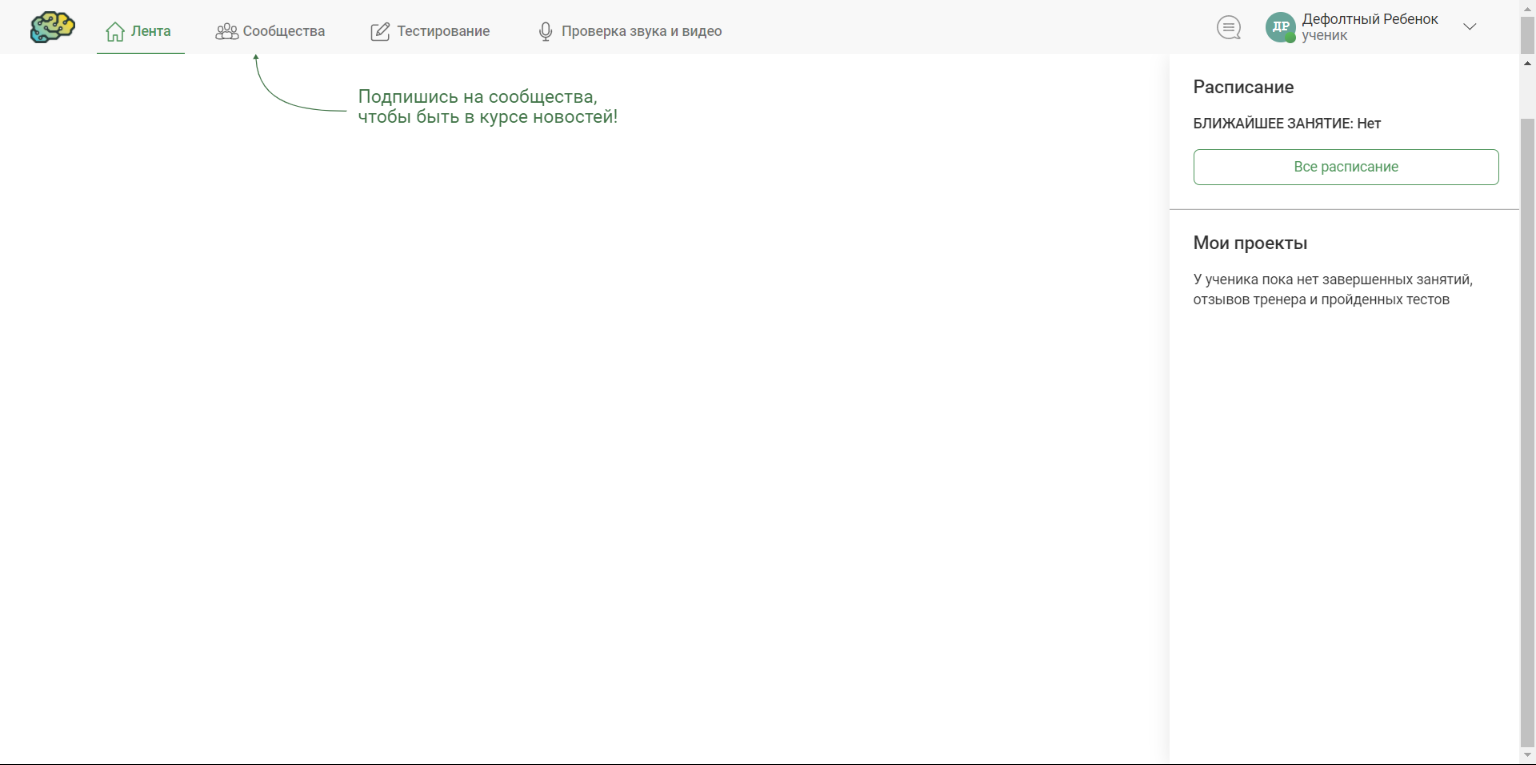 Лента
Сообщества
Тестирование
Проверка звука и видео
ДР
Дефолтный Ребенок
ученик
Подпишись на сообщества,
чтобы быть в курсе новостей!
Расписание
БЛИЖАЙШЕЕ ЗАНЯТИЕ: Нет
Все расписание
Мои проекты
У ученика пока нет завершенных занятий,
отзывов тренера и пройденных тестов